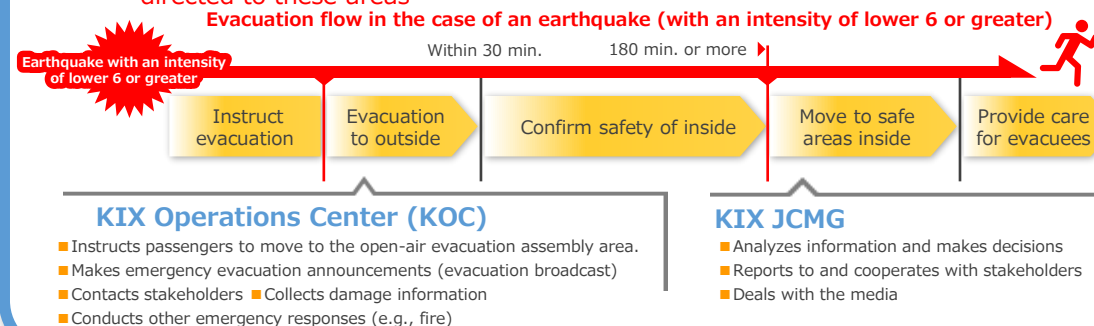 directed to these areas
Evacuation flow in the case of an earthquake (with an intensity of lower 6 or greater)
Within 30 min.
180 min. or more
Earthquake with an intensity
of lower 6 or greater
Instruct
evacuation
Evacuation
to outside
Confirm safety of inside
Move to safe
areas inside
Provide care
for evacuees
KIX Operations Center (KOC)
Instructs passengers to move to the open-air evacuation assembly area.
Makes emergency evacuation announcements (evacuation broadcast)
Contacts stakeholders
Collects damage information
Conducts other emergency responses (e.g., fire)
KIX JCMG
Analyzes information and makes decisions
Reports to and cooperates with stakeholders
Deals with the media